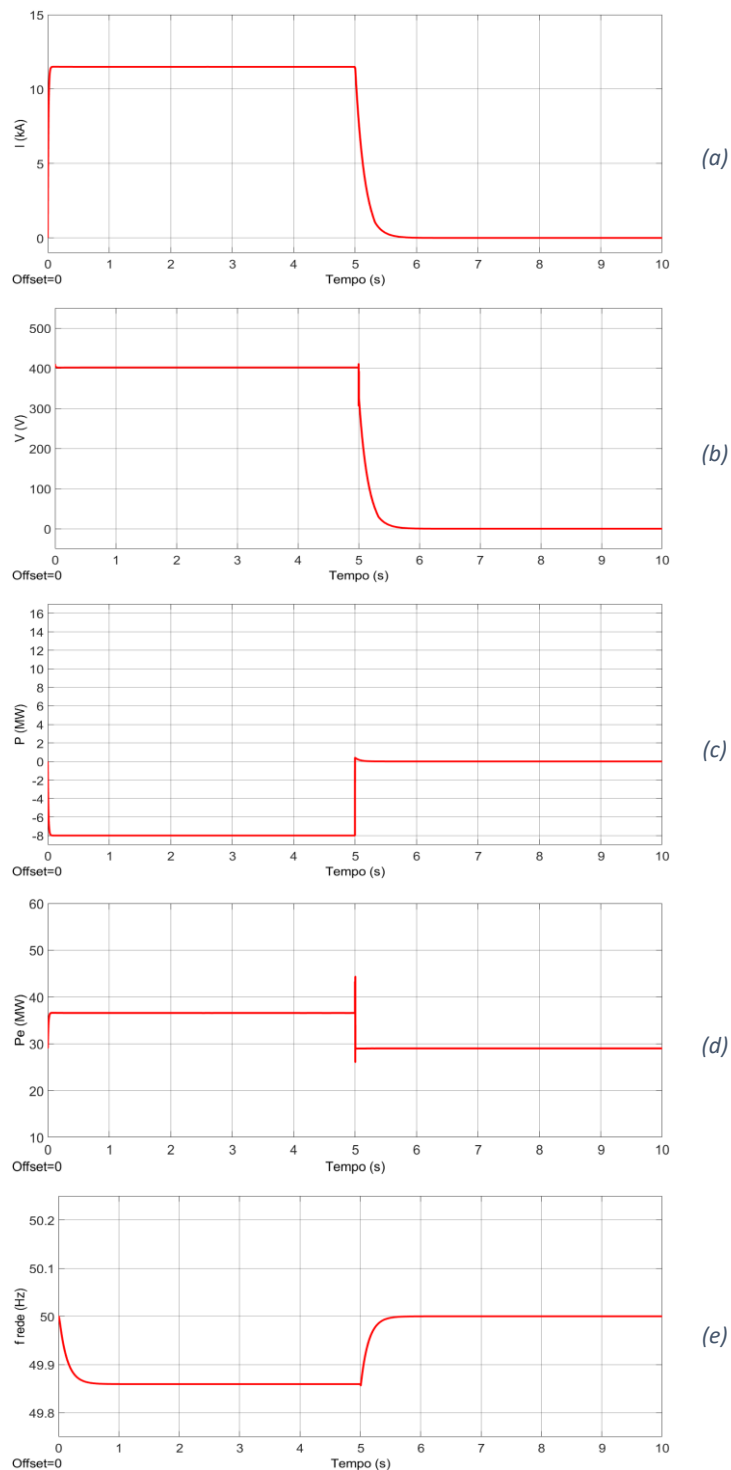 15
10
5
0
I (kA)
0 1 2 3 4 5 6 7 8 9 10
Offset=0
Tempo (s)
(a)
500
400
300
200
100
0
V (V)
0 1 2 3 4 5 6 7 8 9 10
Offset=0
Tempo (s)
(b)
16
14
12
10
8
6
4
2
0
-2
-4
-6
-8
P (MW)
0 1 2 3 4 5 6 7 8 9 10
Offset=0
Tempo (s)
(c)
60
50
40
30
20
10
Pe (MW)
0 1 2 3 4 5 6 7 8 9 10
Offset=0
Tempo (s)
(d)
50.2
50.1
50
49.9
49.8
f rede (Hz)
0 1 2 3 4 5 6 7 8 9 10
Offset=0
Tempo (s)
(e)